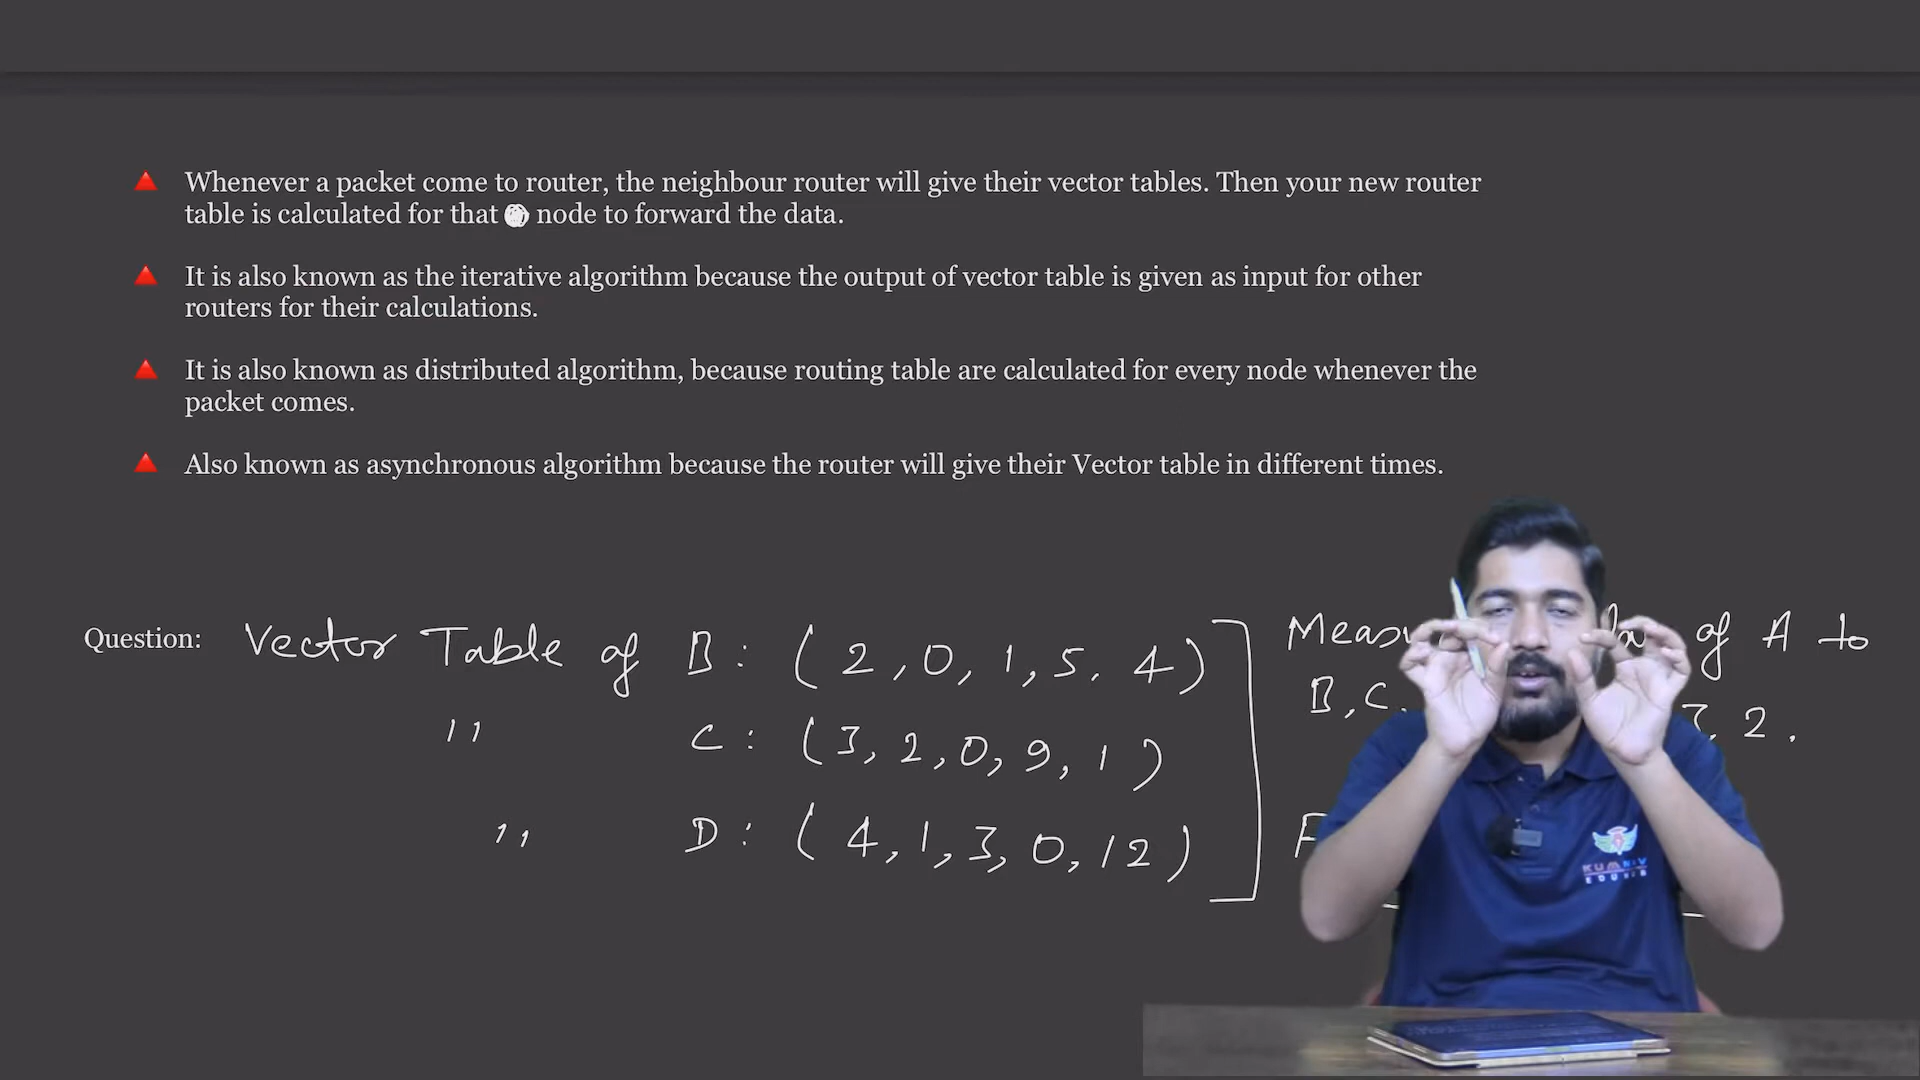 Whenever a packet come to router, the neighbour router will give their vector tables. Then your new router
table is calculated for that node to forward the data.
It is also known as the iterative algorithm because the output of vector table is given as input for other
routers for their calculations.
It is also known as distributed algorithm, because routing table are calculated for every node whenever the
packet comes.
Also known as asynchronous algorithm because the router will give their Vector table in different times.
Question: Vector Table of B: (2, 0, 1, 5, 4)
" C: (3, 2, 0, 9, 1)
" D: (4, 1, 3, 0, 12)
of A to
B, C, 3, 2.
KUMNIV
EDUHUB